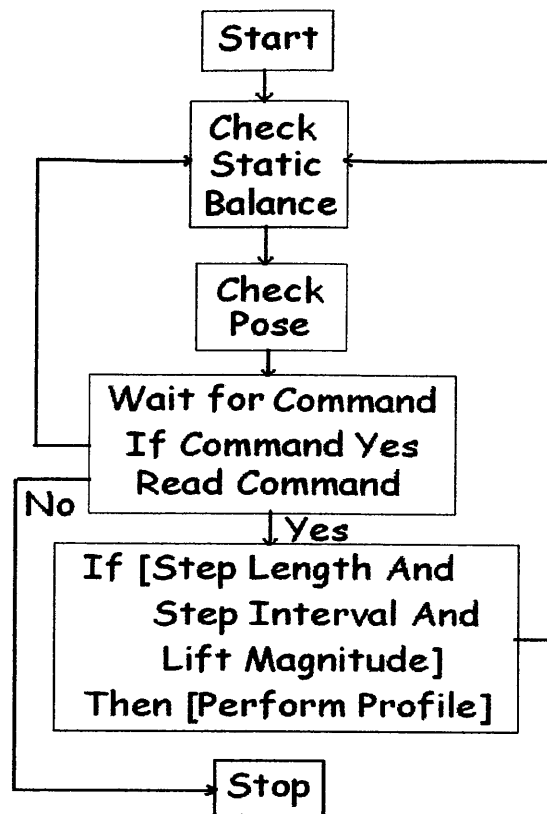 Start
Check
Static
Balance
Check
Pose
Wait for Command
If Command Yes
Read Command
No
Yes
If [Step Length And
Step Interval And
Lift Magnitude]
Then [Perform Profile]
Stop